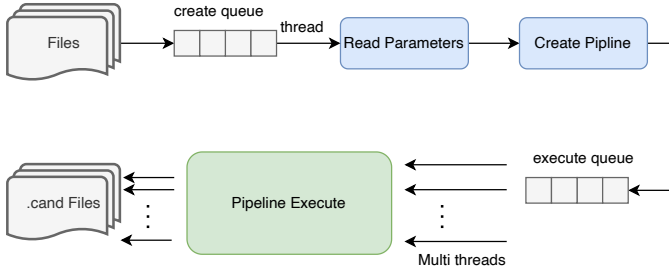 create queue
Files
thread
Read Parameters
Create Pipline
execute queue
.cand Files
Pipeline Execute
Multi threads